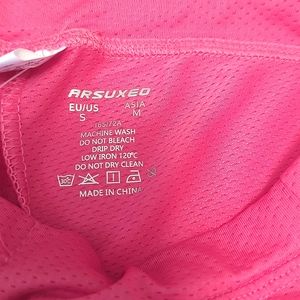 ARSUXEO
EU/US ASIA
S M
165/72A
MACHINE WASH
DO NOT BLEACH
DRIP DRY
LOW IRON 120℃
DO NOT DRY CLEAN
MADE IN CHINA